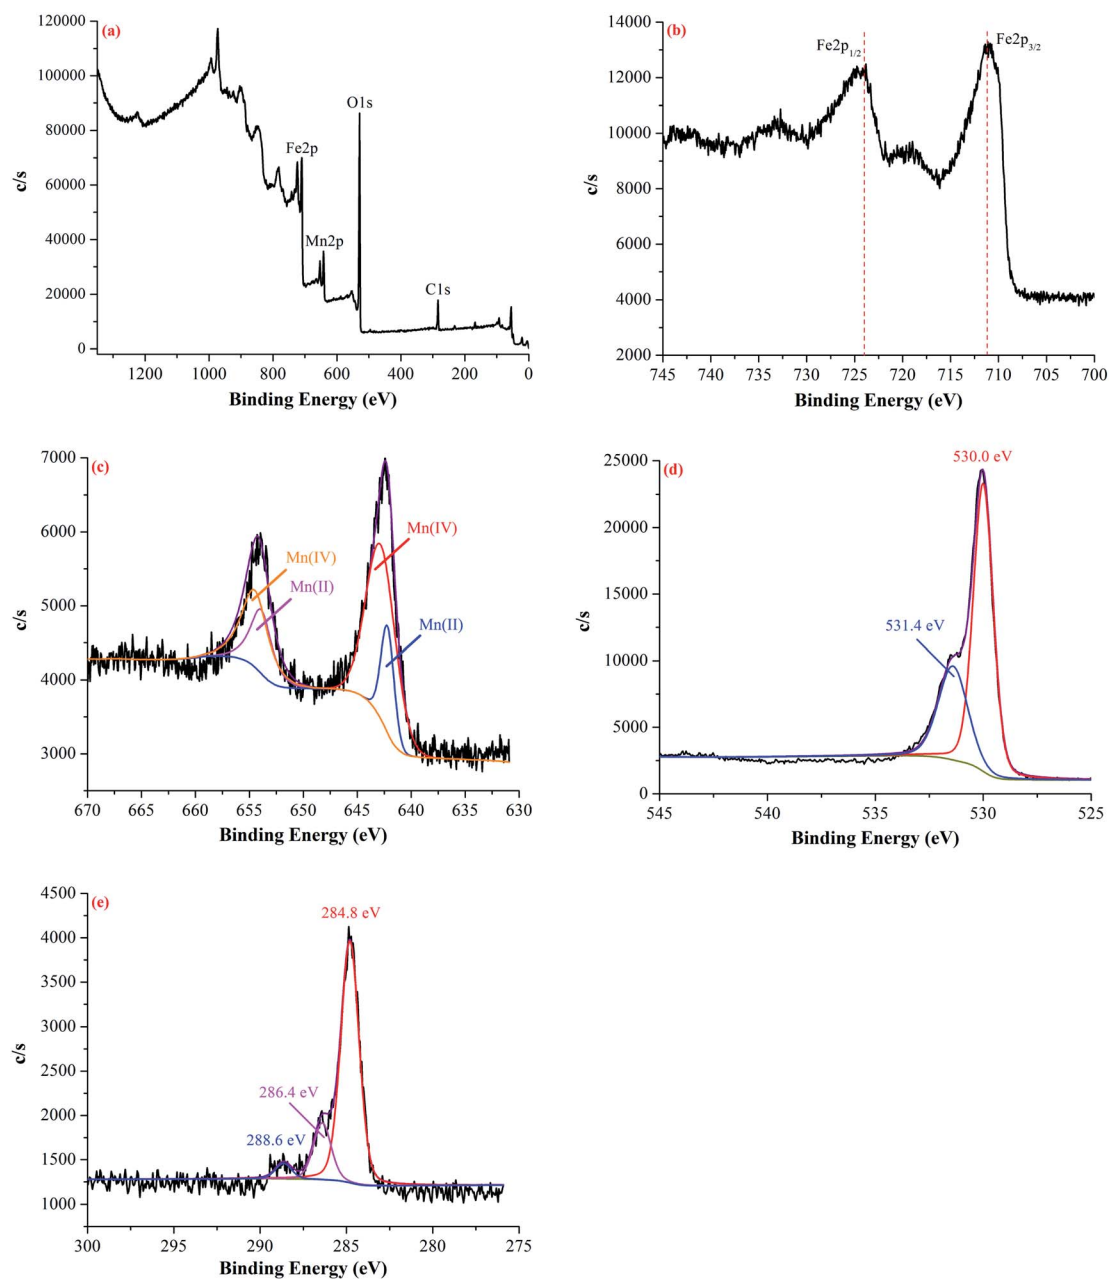 (a)
120000
100000
80000
60000
40000
20000
0
c/s
O1s
Fe2p
Mn2p
C1s
1200 1000 800 600 400 200 0
Binding Energy (eV)
(b)
14000
12000
10000
8000
6000
4000
2000
c/s
Fe2p1/2
Fe2p3/2
745 740 735 730 725 720 715 710 705 700
Binding Energy (eV)
(c)
7000
6000
5000
4000
3000
c/s
Mn(IV)
Mn(IV)
Mn(II)
Mn(II)
670 665 660 655 650 645 640 635 630
Binding Energy (eV)
(d)
530.0 eV
25000
20000
15000
10000
5000
0
c/s
531.4 eV
545 540 535 530 525
Binding Energy (eV)
(e)
4500
4000
3500
3000
2500
2000
1500
1000
c/s
284.8 eV
286.4 eV
288.6 eV
300 295 290 285 280 275
Binding Energy (eV)